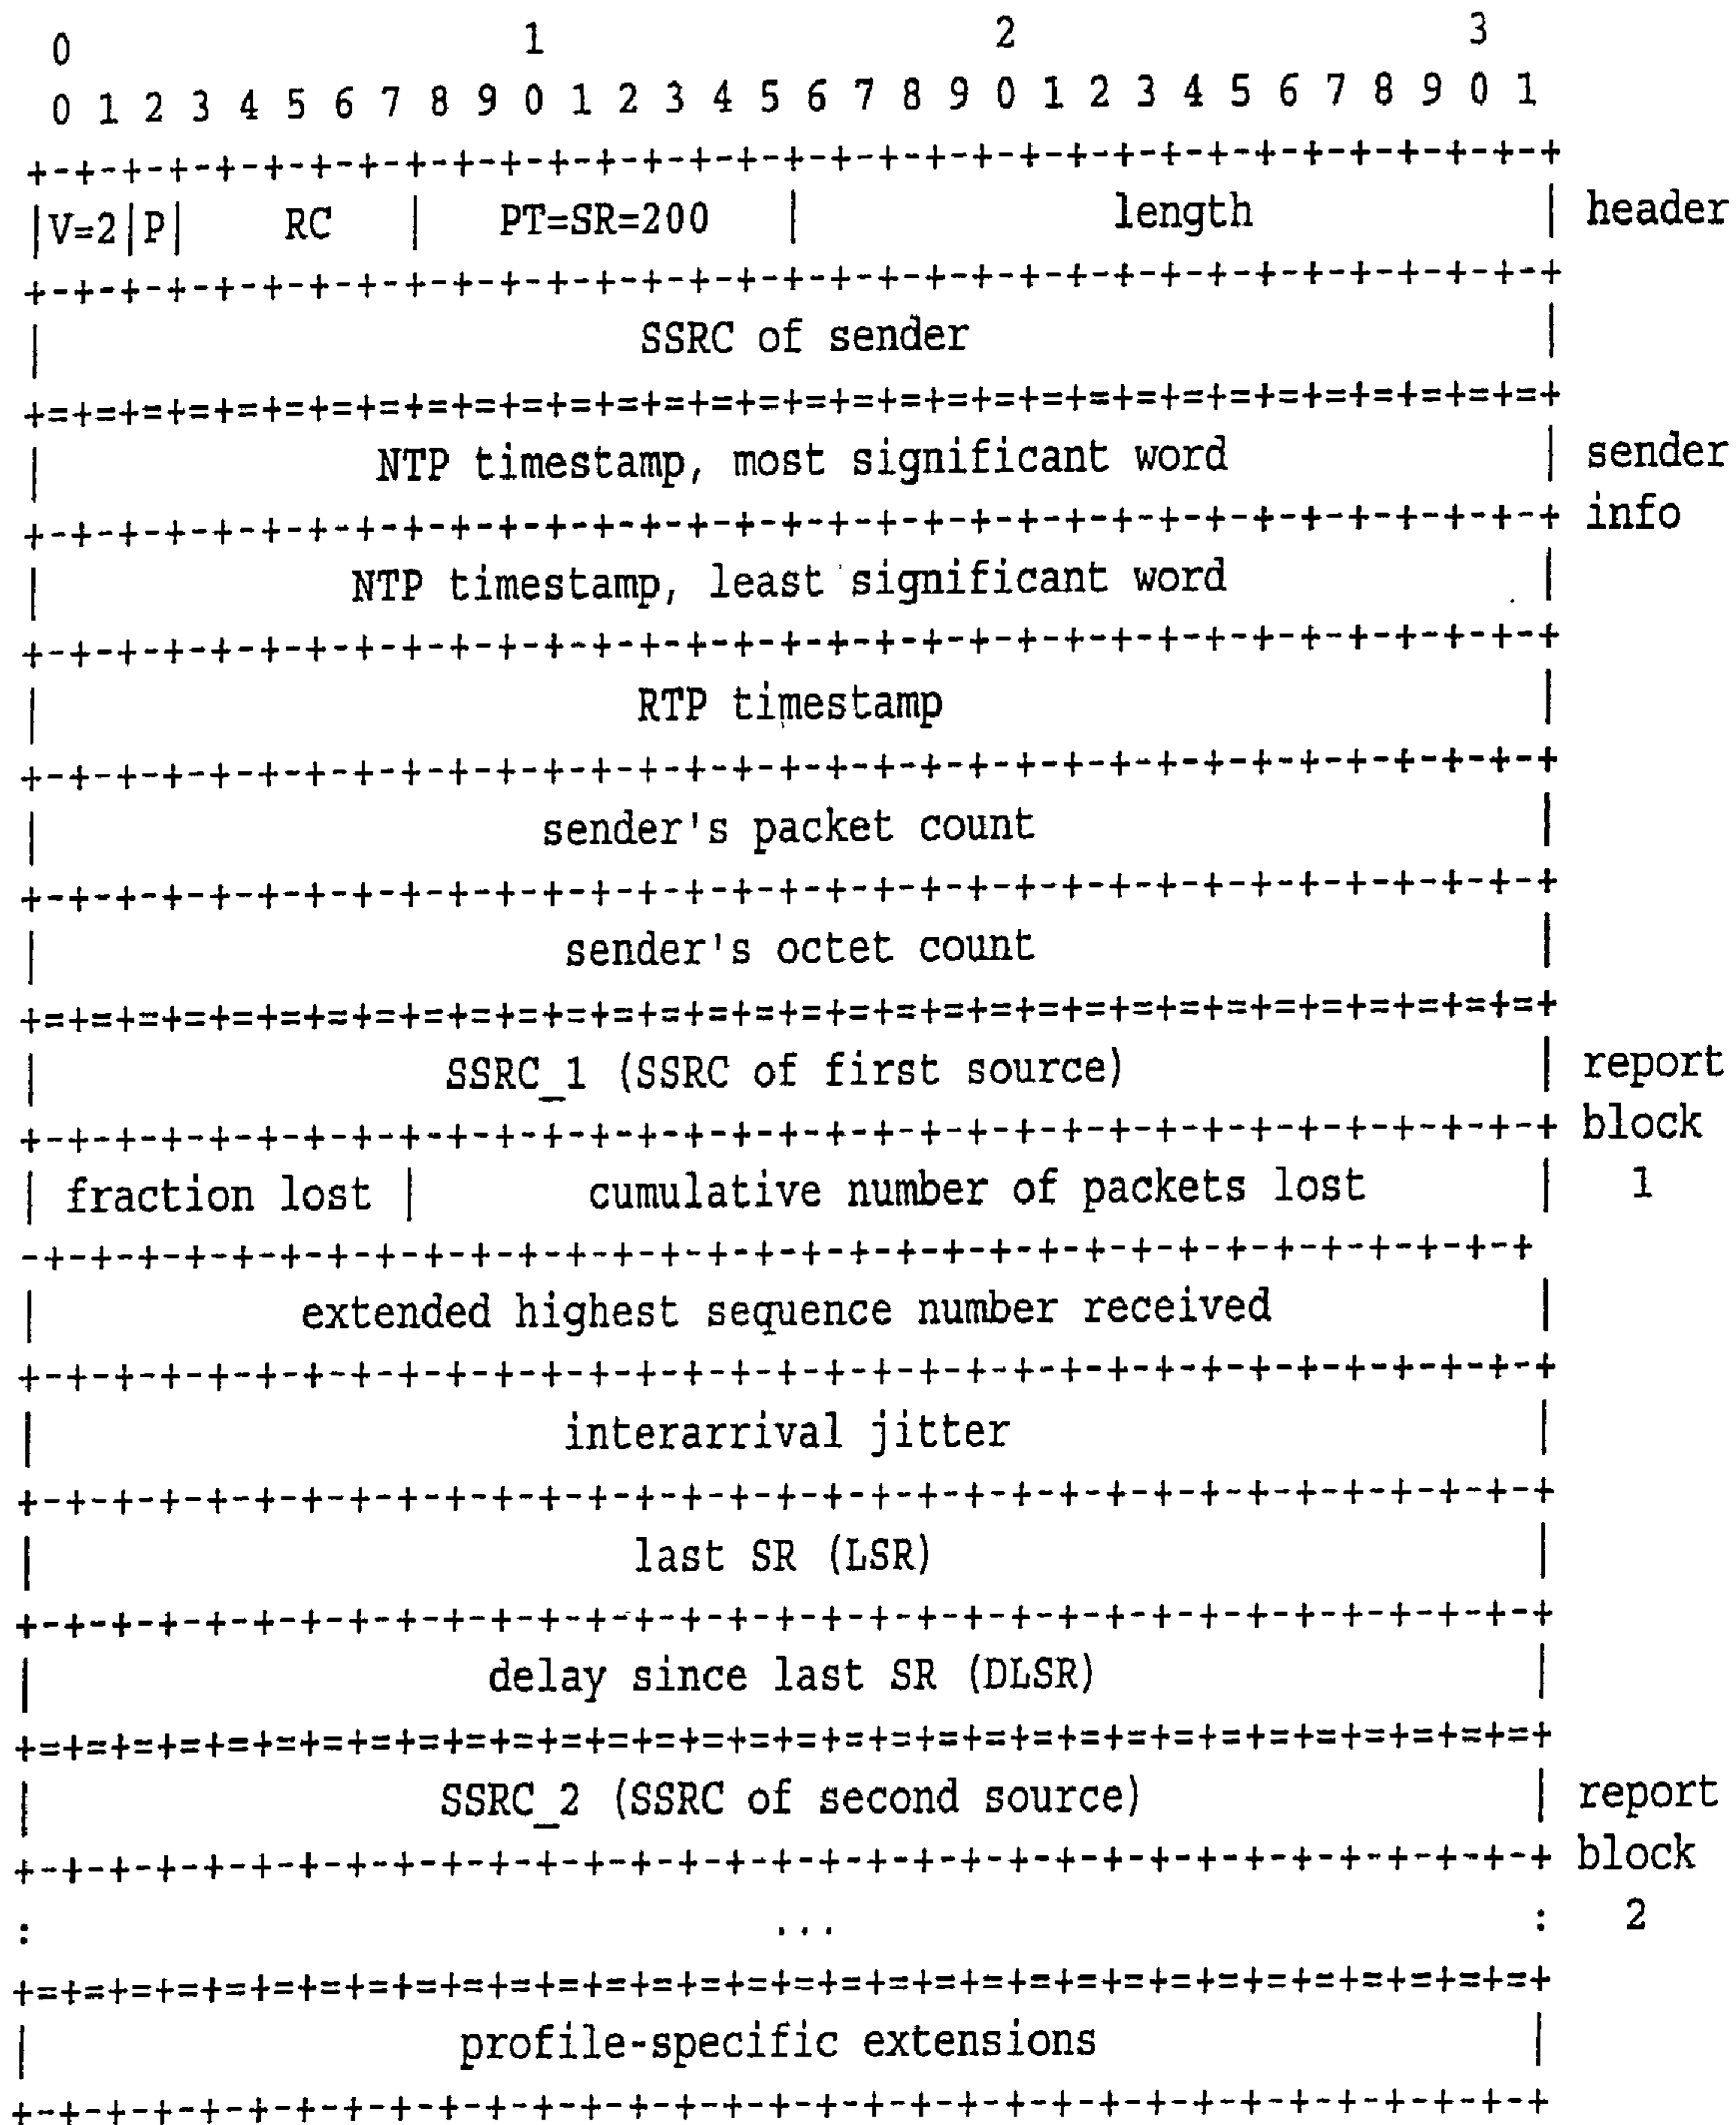 0                   1                   2                   3
 0 1 2 3 4 5 6 7 8 9 0 1 2 3 4 5 6 7 8 9 0 1 2 3 4 5 6 7 8 9 0 1
+-+-+-+-+-+-+-+-+-+-+-+-+-+-+-+-+-+-+-+-+-+-+-+-+-+-+-+-+-+-+-+-+
|V=2|P|    RC   |   PT=SR=200   |             length            | header
+-+-+-+-+-+-+-+-+-+-+-+-+-+-+-+-+-+-+-+-+-+-+-+-+-+-+-+-+-+-+-+-+
|                         SSRC of sender                        |
+=+=+=+=+=+=+=+=+=+=+=+=+=+=+=+=+=+=+=+=+=+=+=+=+=+=+=+=+=+=+=+=+
|              NTP timestamp, most significant word             | sender
+-+-+-+-+-+-+-+-+-+-+-+-+-+-+-+-+-+-+-+-+-+-+-+-+-+-+-+-+-+-+-+-+ info
|             NTP timestamp, least significant word             |
+-+-+-+-+-+-+-+-+-+-+-+-+-+-+-+-+-+-+-+-+-+-+-+-+-+-+-+-+-+-+-+-+
|                         RTP timestamp                         |
+-+-+-+-+-+-+-+-+-+-+-+-+-+-+-+-+-+-+-+-+-+-+-+-+-+-+-+-+-+-+-+-+
|                     sender's packet count                     |
+-+-+-+-+-+-+-+-+-+-+-+-+-+-+-+-+-+-+-+-+-+-+-+-+-+-+-+-+-+-+-+-+
|                      sender's octet count                     |
+=+=+=+=+=+=+=+=+=+=+=+=+=+=+=+=+=+=+=+=+=+=+=+=+=+=+=+=+=+=+=+=+
|                 SSRC_1 (SSRC of first source)                 | report
+-+-+-+-+-+-+-+-+-+-+-+-+-+-+-+-+-+-+-+-+-+-+-+-+-+-+-+-+-+-+-+-+ block
| fraction lost |       cumulative number of packets lost       |   1
-+-+-+-+-+-+-+-+-+-+-+-+-+-+-+-+-+-+-+-+-+-+-+-+-+-+-+-+-+-+-+-+
|           extended highest sequence number received           |
+-+-+-+-+-+-+-+-+-+-+-+-+-+-+-+-+-+-+-+-+-+-+-+-+-+-+-+-+-+-+-+-+
|                      interarrival jitter                      |
+-+-+-+-+-+-+-+-+-+-+-+-+-+-+-+-+-+-+-+-+-+-+-+-+-+-+-+-+-+-+-+-+
|                         last SR (LSR)                         |
+-+-+-+-+-+-+-+-+-+-+-+-+-+-+-+-+-+-+-+-+-+-+-+-+-+-+-+-+-+-+-+-+
|                   delay since last SR (DLSR)                  |
+=+=+=+=+=+=+=+=+=+=+=+=+=+=+=+=+=+=+=+=+=+=+=+=+=+=+=+=+=+=+=+=+
|                 SSRC_2 (SSRC of second source)                | report
+-+-+-+-+-+-+-+-+-+-+-+-+-+-+-+-+-+-+-+-+-+-+-+-+-+-+-+-+-+-+-+-+ block
:                               ...                             :   2
+=+=+=+=+=+=+=+=+=+=+=+=+=+=+=+=+=+=+=+=+=+=+=+=+=+=+=+=+=+=+=+=+
|                  profile-specific extensions                  |
+-+-+-+-+-+-+-+-+-+-+-+-+-+-+-+-+-+-+-+-+-+-+-+-+-+-+-+-+-+-+-+-+